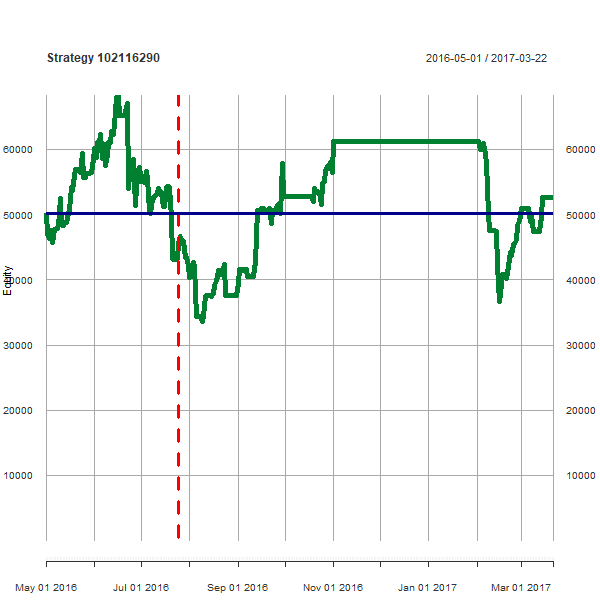 Strategy 102116290 2016-05-01 / 2017-03-22
60000 60000
50000 50000
Equity
40000 40000
30000 30000
20000 20000
10000 10000
May 01 2016 Jul 01 2016 Sep 01 2016 Nov 01 2016 Jan 01 2017 Mar 01 2017